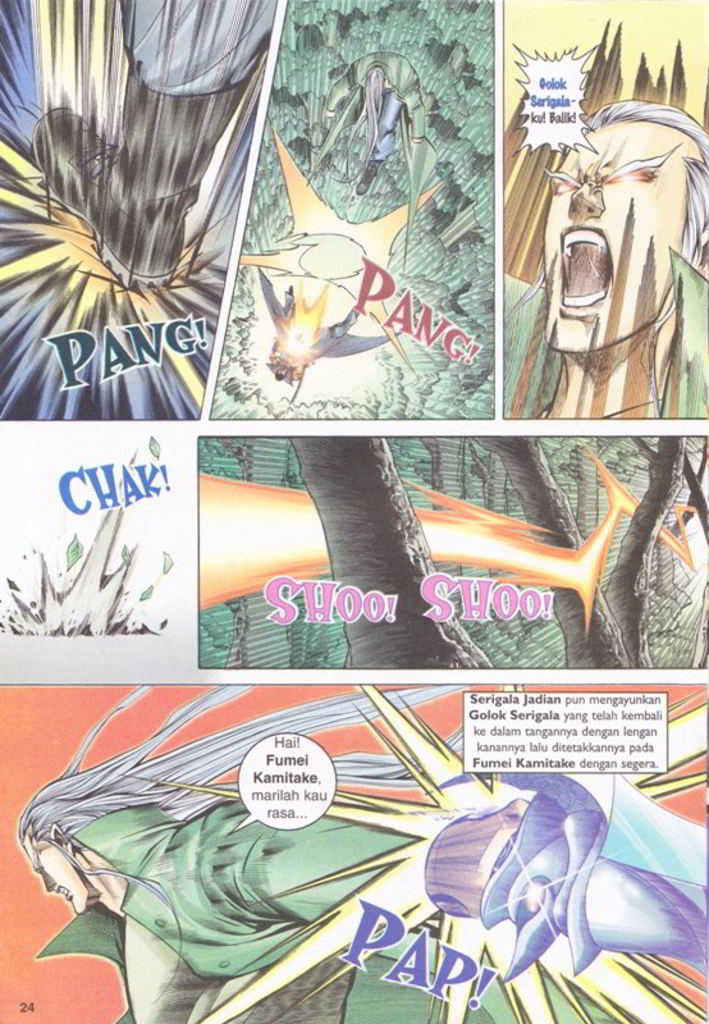 PANG!
PANG!
Golok
Serigala-
ku! Balik!
CHAK!
SHOO! SHOO!
Serigala Jadian pun mengayunkan
Golok Serigala yang telah kembali
ke dalam tangannya dengan lengan
kanannya lalu ditetakkannya pada
Fumei Kamitake dengan segera.
Hai!
Fumei
Kamitake,
marilah kau
rasa...
PAP!
24